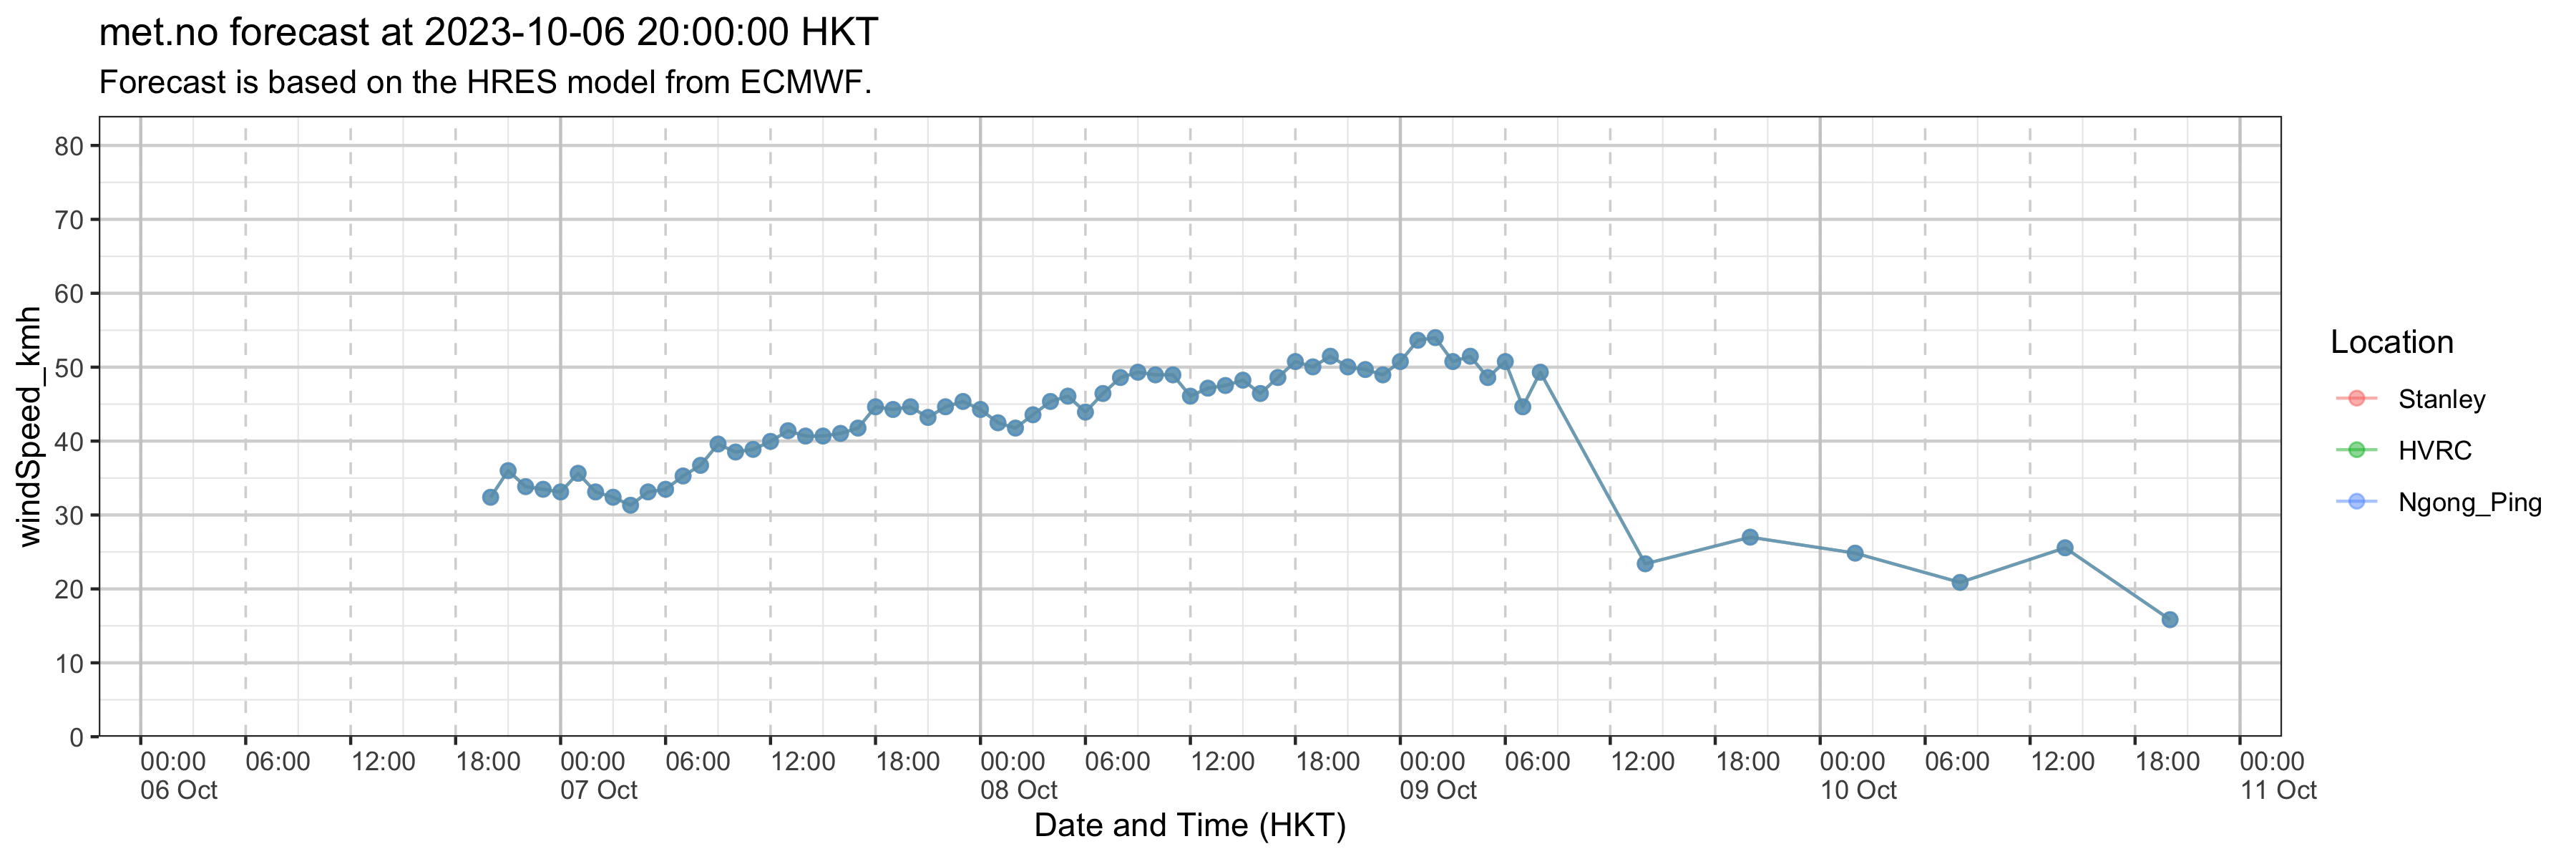 met.no forecast at 2023-10-06 20:00:00 HKT
Forecast is based on the HRES model from ECMWF.
windSpeed_kmh
80
70
60
50
40
30
20
10
0
00:00 06:00 12:00 18:00 00:00 06:00 12:00 18:00 00:00 06:00 12:00 18:00 00:00 06:00 12:00 18:00 00:00 06:00 12:00 18:00 00:00
06 Oct 07 Oct 08 Oct 09 Oct 10 Oct 11 Oct
Date and Time (HKT)
Location
Stanley
HVRC
Ngong_Ping